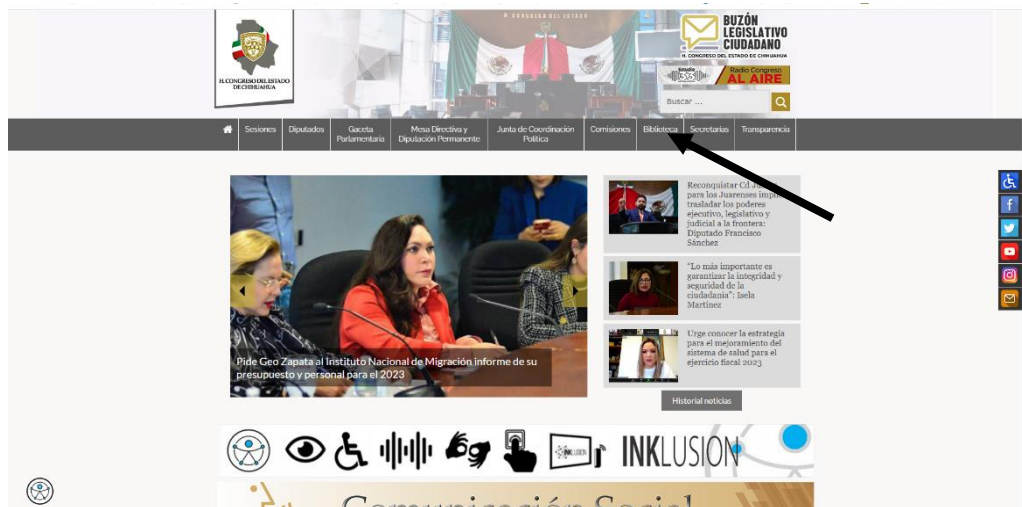 H. CONGRESO DEL ESTADO
BUZÓN
LEGISLATIVO
CIUDADANO
H. CONGRESO DEL ESTADO DE CHIHUAHUA
H. CONGRESO DEL ESTADO
DE CHIHUAHUA
Estudio
33
Radio Congreso
AL AIRE
Buscar ...
Sesiones
Diputados
Gaceta
Parlamentaria
Mesa Directiva y
Diputación Permanente
Junta de Coordinación
Política
Comisiones
Biblioteca
Secretarías
Transparencia
Reconquistar Cd
para los Juarenses
trasladar los poderes
ejecutivo, legislativo y
judicial a la frontera:
Diputado Francisco
Sánchez
"Lo más importante es
garantizar la integridad y
seguridad de la
ciudadanía": Isela
Martínez
Urge conocer la estrategia
para el mejoramiento del
sistema de salud para el
ejercicio fiscal 2023
Pide Geo Zapata al Instituto Nacional de Migración informe de su
presupuesto y personal para el 2023
Historial noticias
INKLUSION
INKLUSIÓN
Comunicación Social